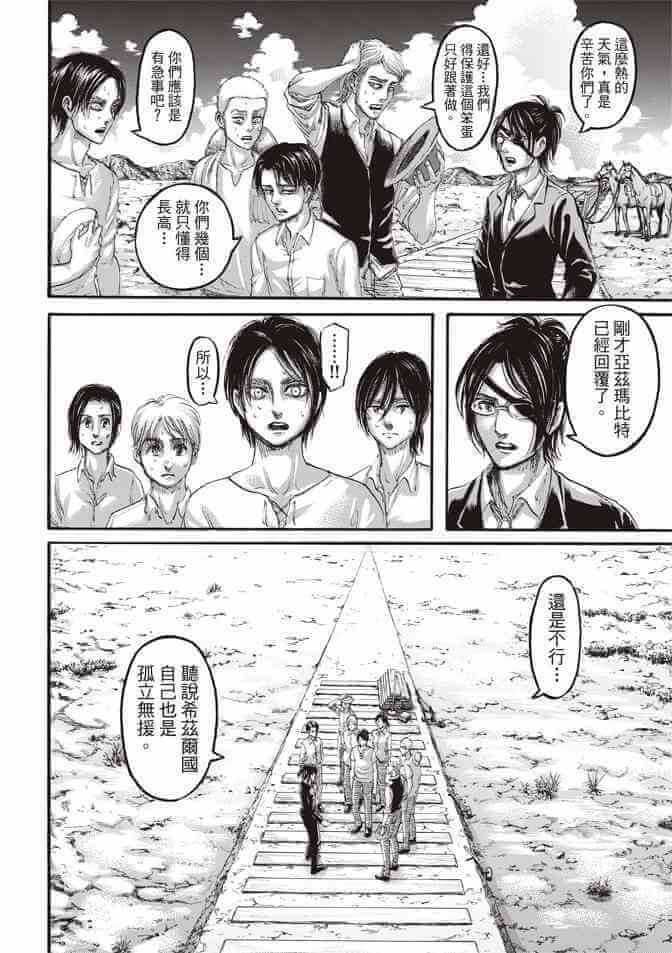 這麼熱的
天氣，真是
辛苦你們了。
還好…我們
得保護這個笨蛋
只好跟著做。
你們應該是
有急事吧？
你們幾個…
就只懂得
長高…
剛才亞茲瑪比特
已經回覆了。
……!!
所以…
還是不行…
聽說希茲爾國
自己也是
孤立無援。